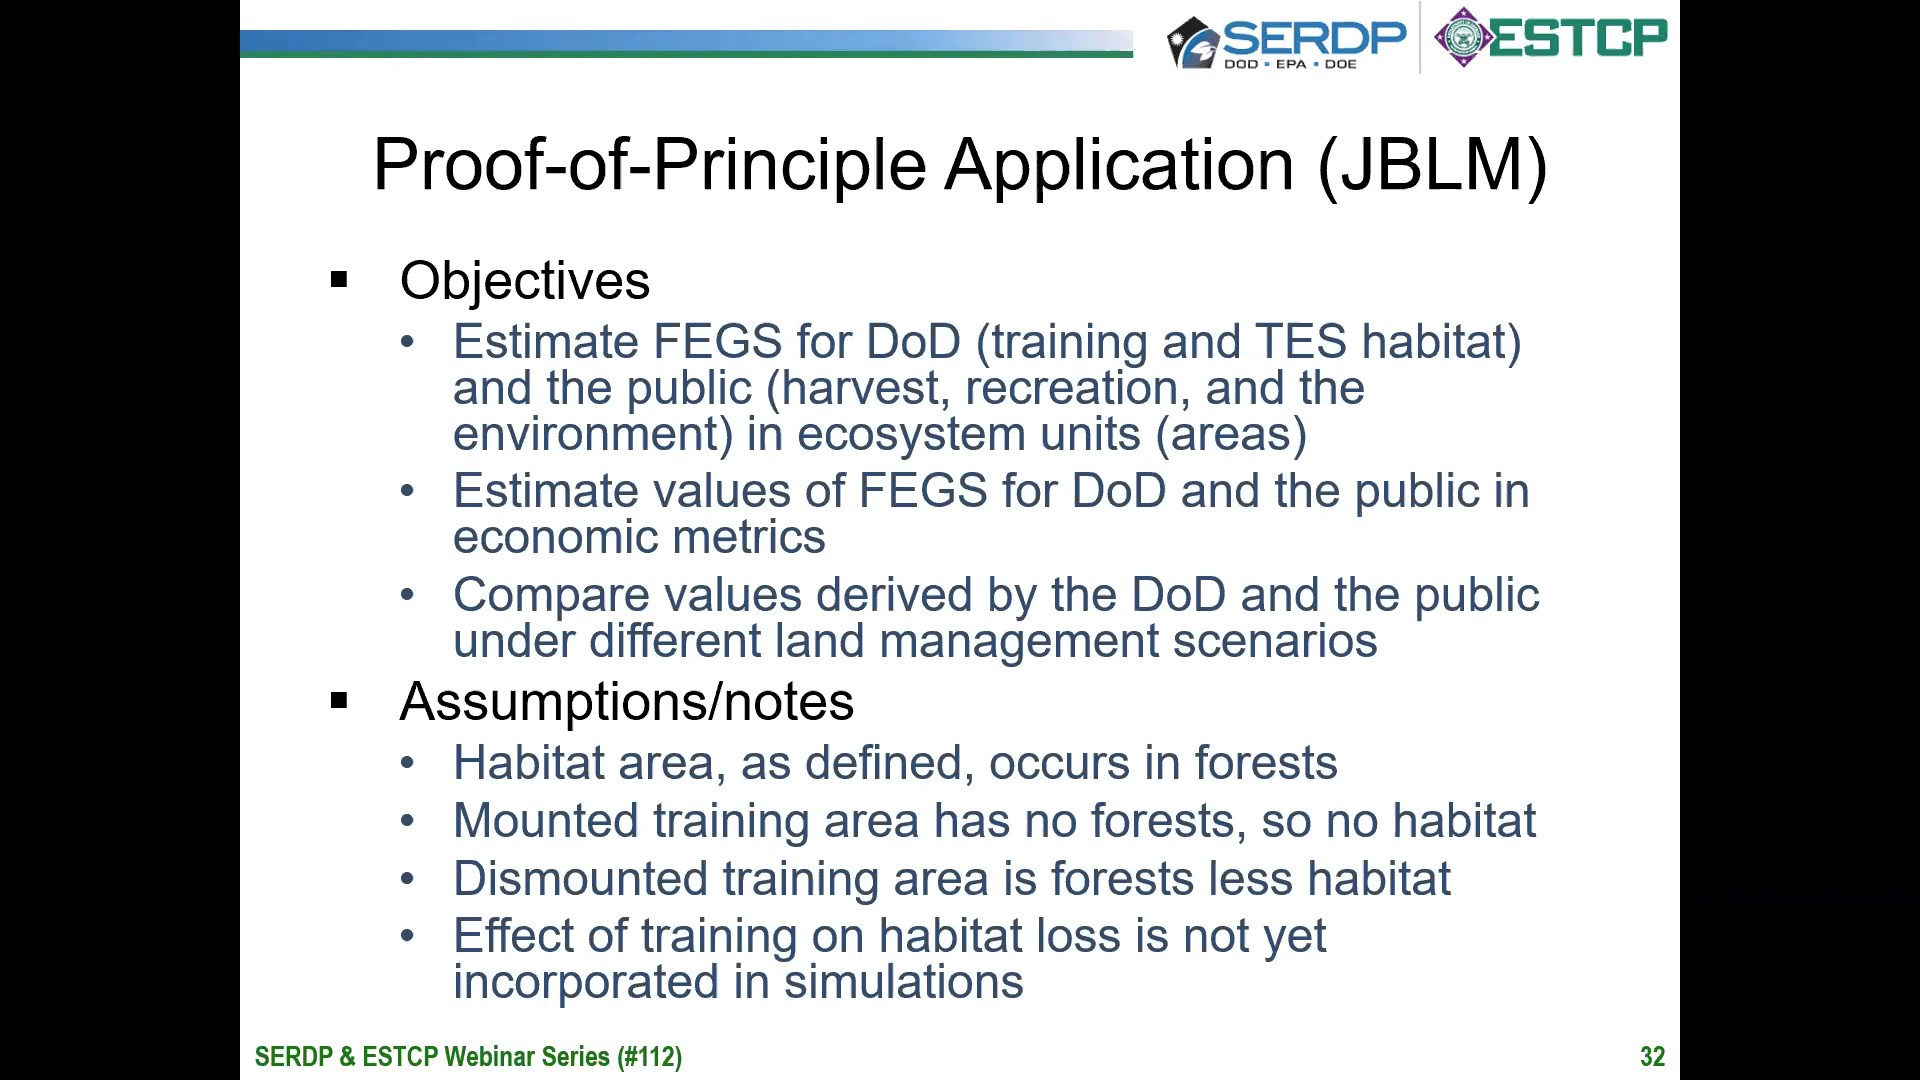 SERDP
DOD ▪ EPA ▪ DOE
ESTCP
Proof-of-Principle Application (JBLM)
▪ Objectives
• Estimate FEGS for DoD (training and TES habitat)
and the public (harvest, recreation, and the
environment) in ecosystem units (areas)
• Estimate values of FEGS for DoD and the public in
economic metrics
• Compare values derived by the DoD and the public
under different land management scenarios
▪ Assumptions/notes
• Habitat area, as defined, occurs in forests
• Mounted training area has no forests, so no habitat
• Dismounted training area is forests less habitat
• Effect of training on habitat loss is not yet
incorporated in simulations
SERDP & ESTCP Webinar Series (#112)
32